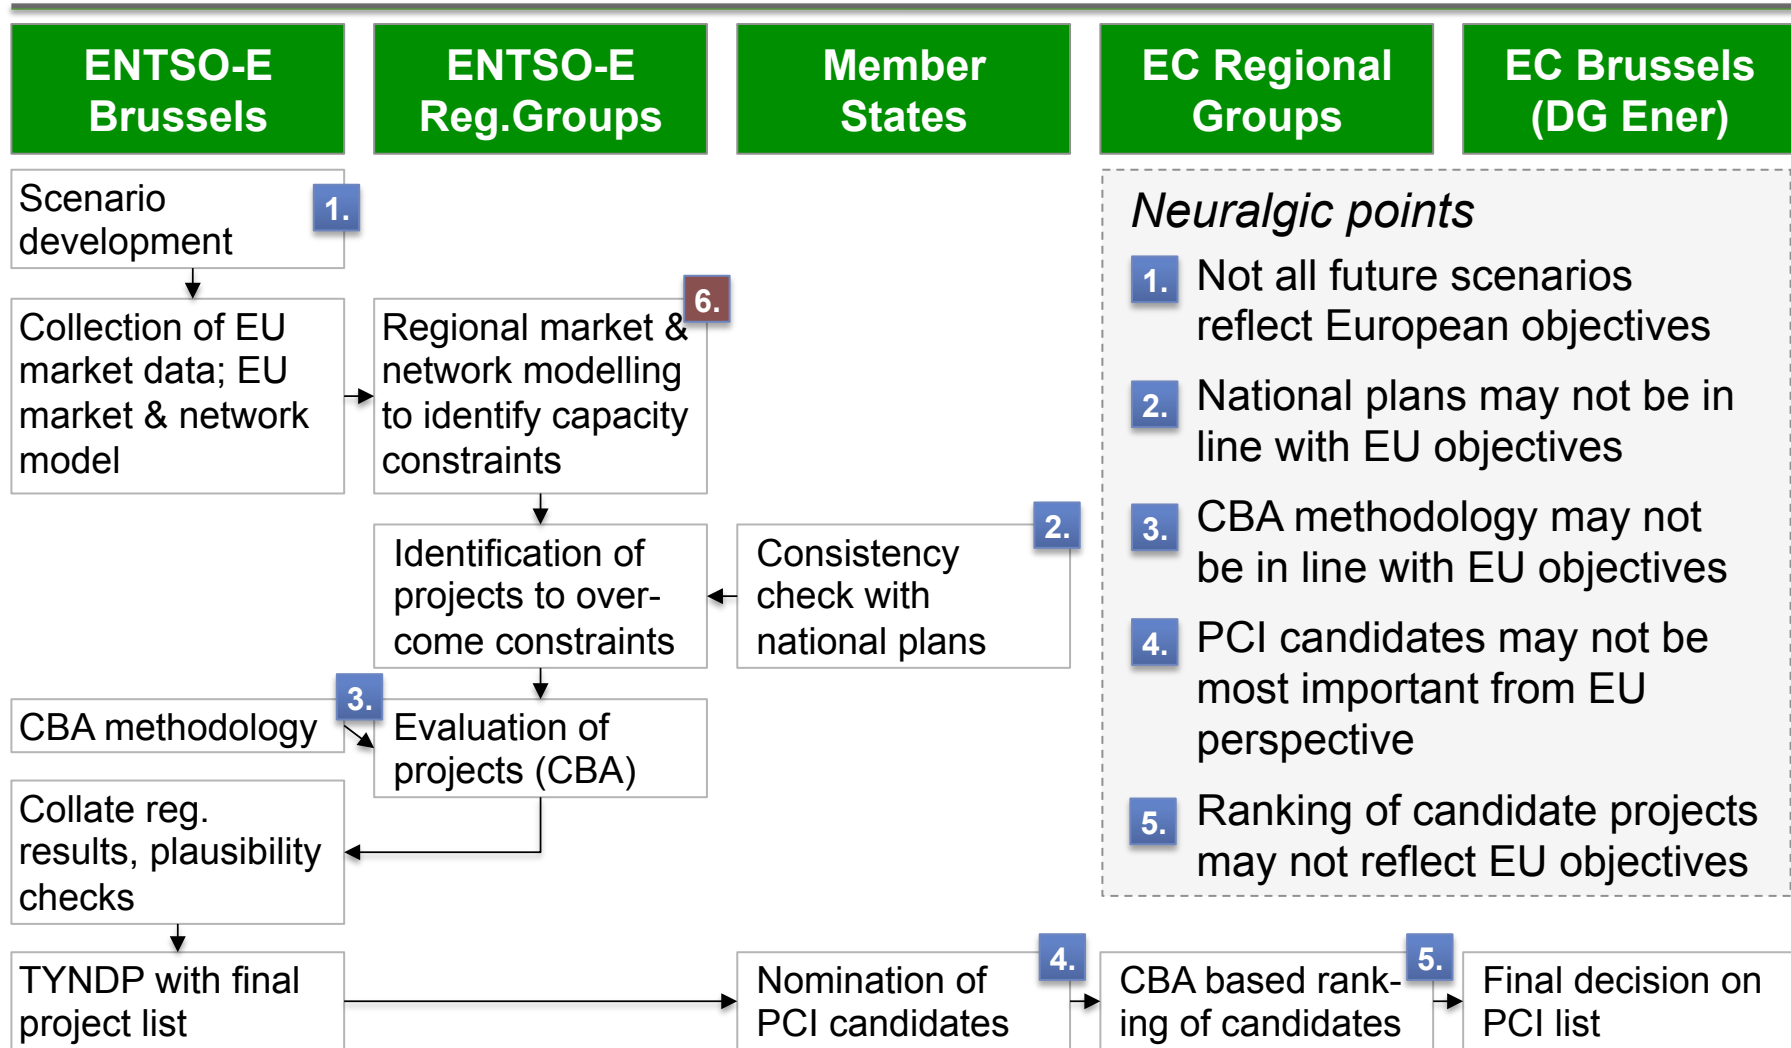 ENTSO-E
Brussels
ENTSO-E
Reg.Groups
Member
States
EC Regional
Groups
EC Brussels
(DG Ener)
Scenario
development
1.
Collection of EU
market data; EU
market & network
model
6.
Regional market &
network modelling
to identify capacity
constraints
Identification of
projects to over-
come constraints
2.
Consistency
check with
national plans
CBA methodology
3.
Evaluation of
projects (CBA)
Collate reg.
results, plausibility
checks
TYNDP with final
project list
Nomination of
PCI candidates
4.
CBA based rank-
ing of candidates
5.
Final decision on
PCI list
Neuralgic points
1. Not all future scenarios
reflect European objectives
2. National plans may not be in
line with EU objectives
3. CBA methodology may not
be in line with EU objectives
4. PCI candidates may not be
most important from EU
perspective
5. Ranking of candidate projects
may not reflect EU objectives